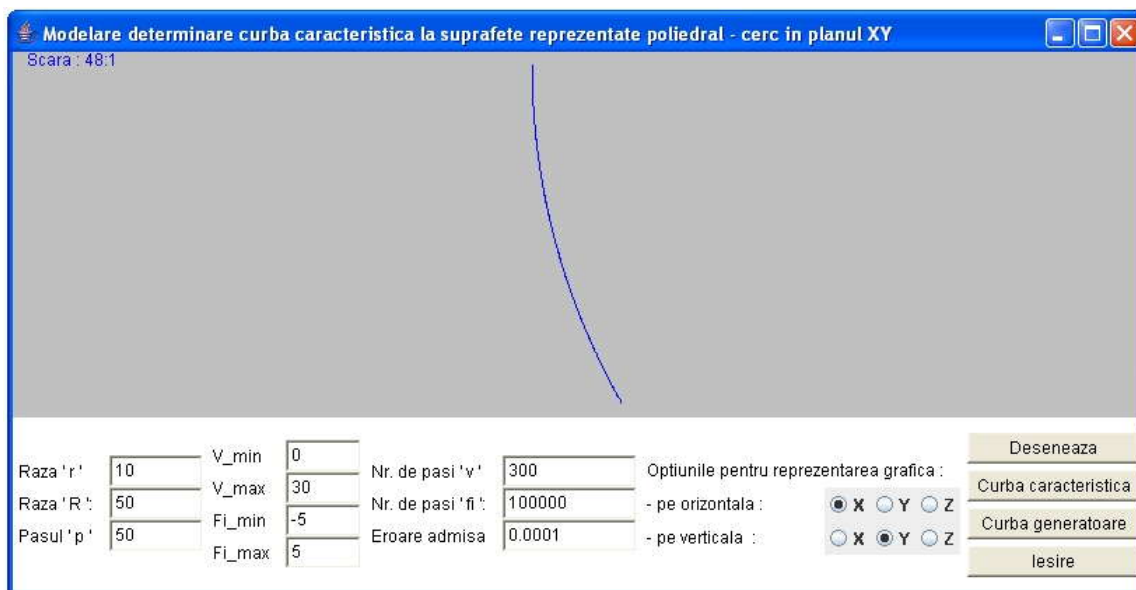 Modelare determinare curba caracteristica la suprafete reprezentate poliedral - cerc in planul XY
Scara : 48:1
Raza ' r ' 10
Raza ' R ': 50
Pasul ' p ' 50
V_min 0
V_max 30
Fi_min -5
Fi_max 5
Nr. de pasi ' v ' 300
Nr. de pasi ' fi ': 100000
Eroare admisa 0.0001
Optiunile pentru reprezentarea grafica :
- pe orizontala : X Y Z
- pe verticala : X Y Z
Deseneaza
Curba caracteristica
Curba generatoare
Iesire